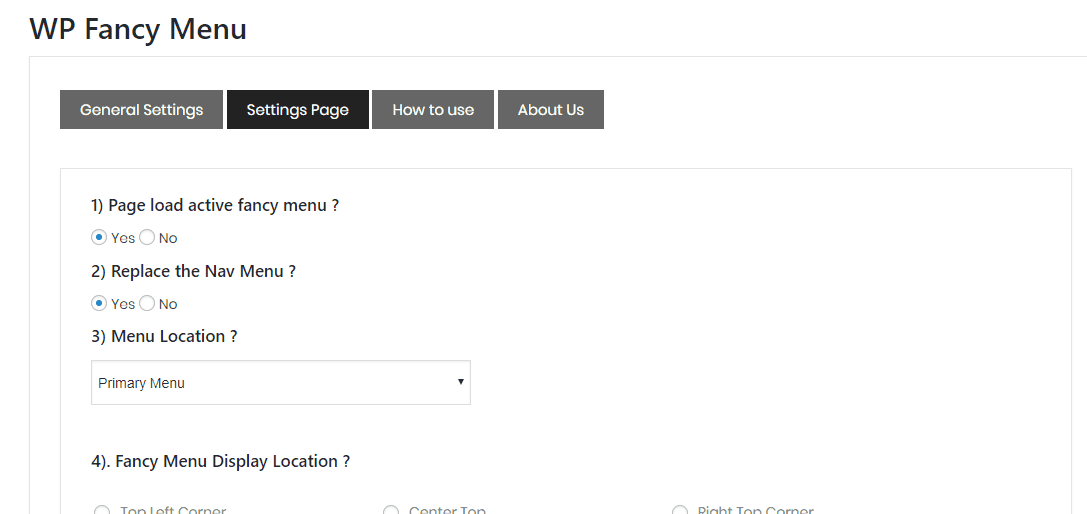 WP Fancy Menu
General Settings Settings Page How to use About Us
1) Page load active fancy menu ?
Yes No
2) Replace the Nav Menu ?
Yes No
3) Menu Location ?
Primary Menu
4). Fancy Menu Display Location ?
Top Left Corner Center Top Right Top Corner